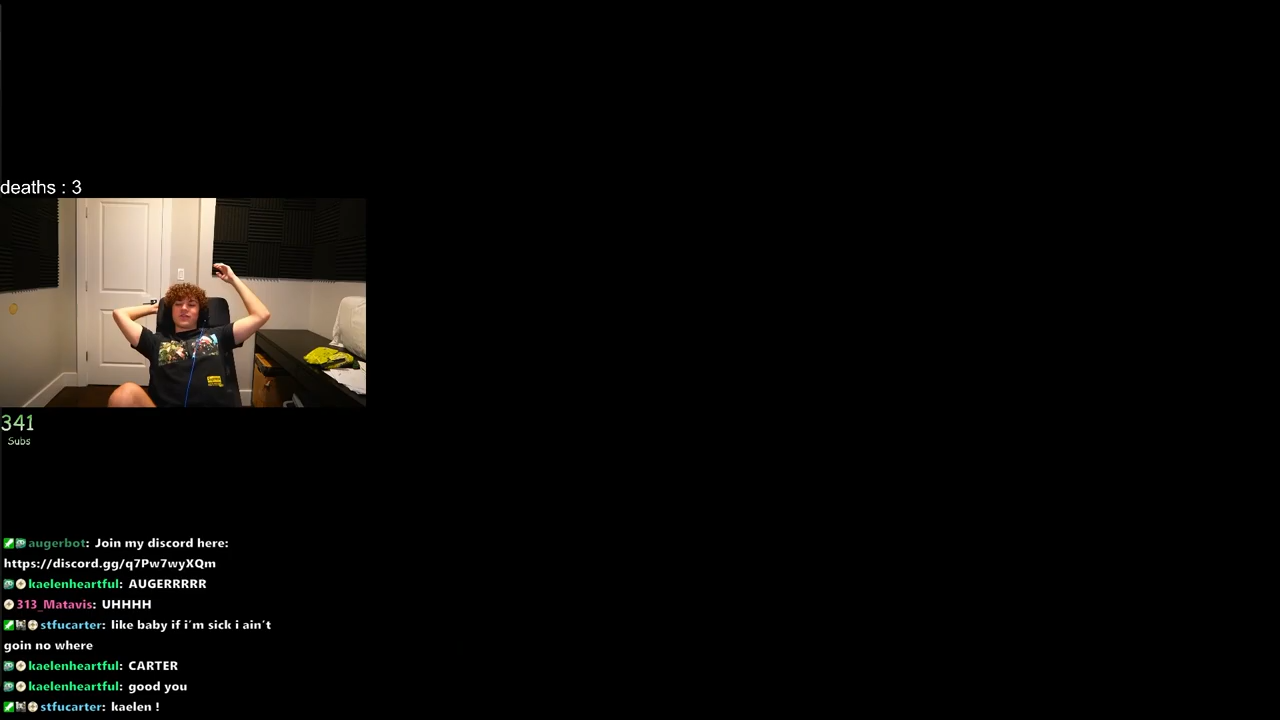 deaths : 3
341
Subs
augerbot: Join my discord here:
https://discord.gg/q7Pw7wyXQm
kaelenheartful: AUGERRRRR
313_Matavis: UHHHH
stfucarter: like baby if i´m sick i ain´t
goin no where
kaelenheartful: CARTER
kaelenheartful: good you
stfucarter: kaelen !